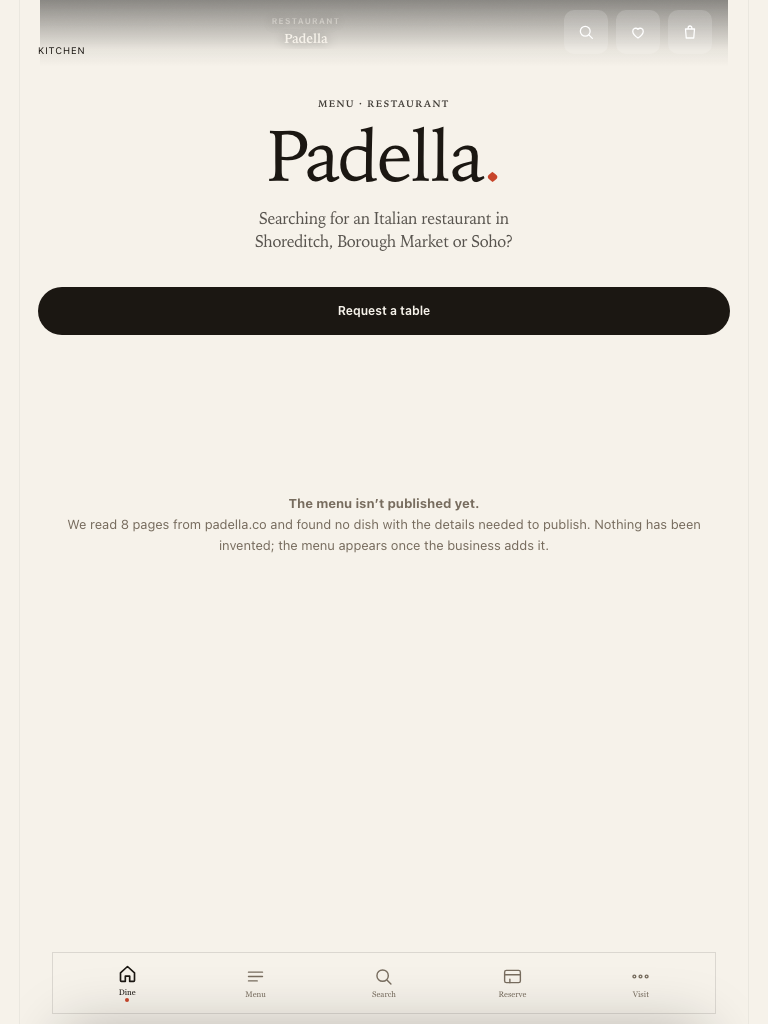 RESTAURANT
Padella
KITCHEN
MENU · RESTAURANT
Padella.
Searching for an Italian restaurant in
Shoreditch, Borough Market or Soho?
Request a table
The menu isn’t published yet.
We read 8 pages from padella.co and found no dish with the details needed to publish. Nothing has been
invented; the menu appears once the business adds it.
Dine
Menu
Search
Reserve
Visit